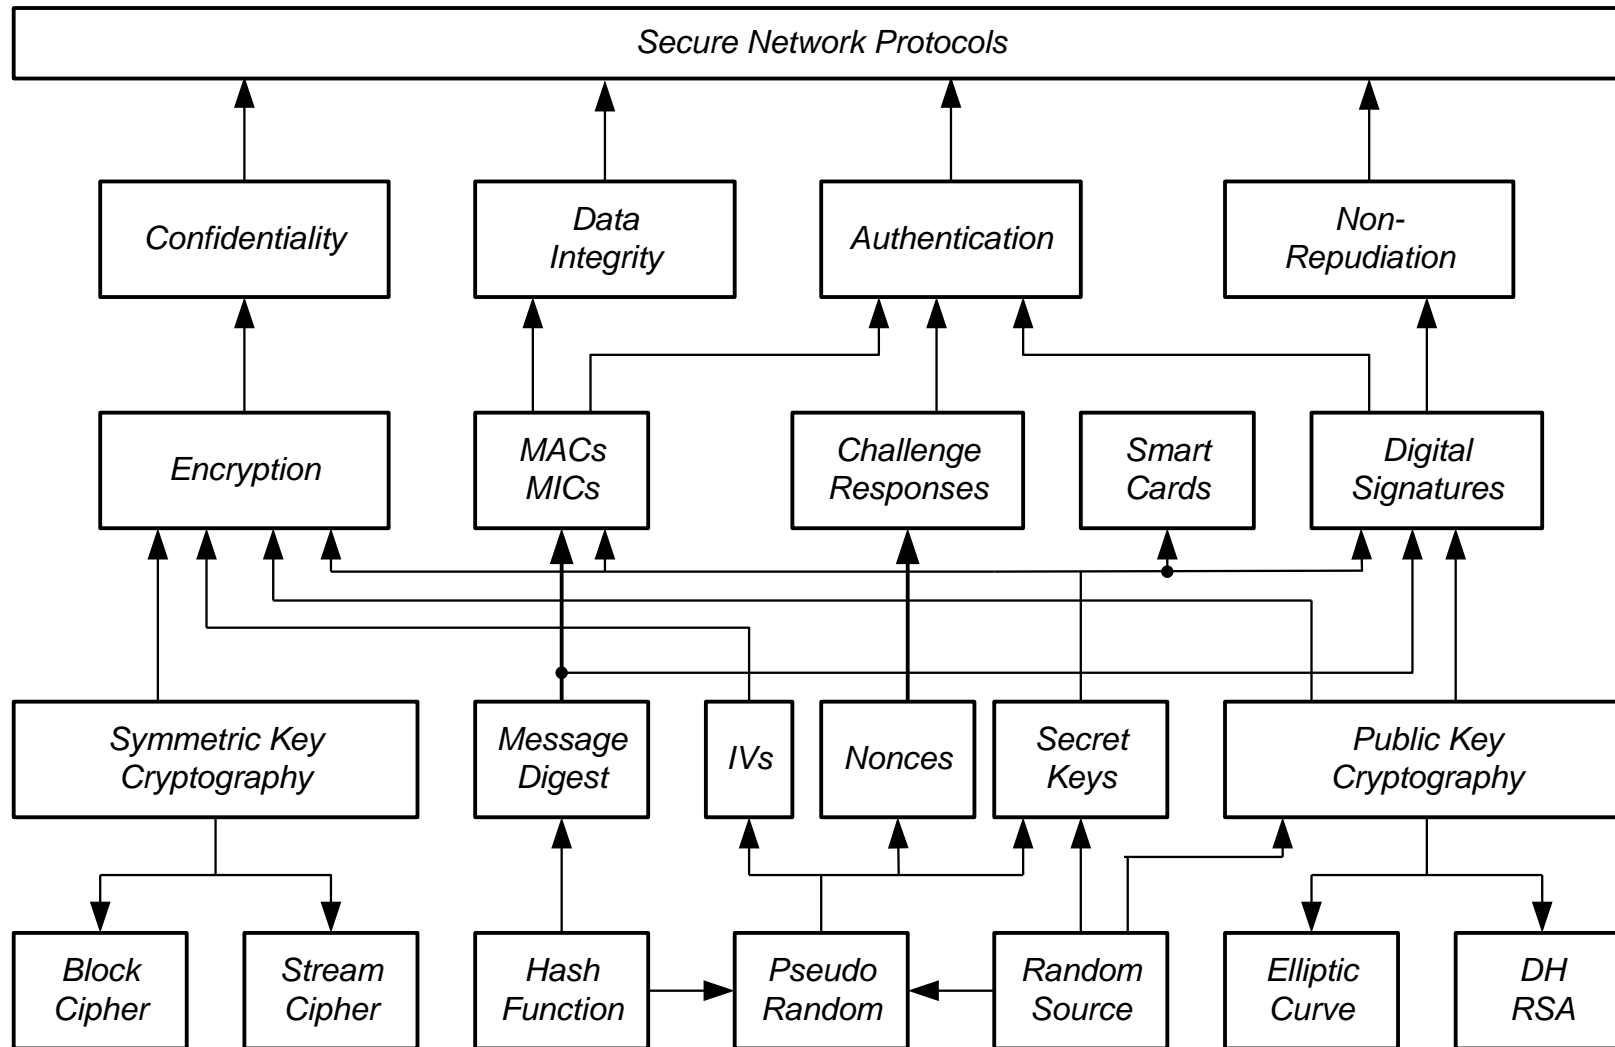 Secure Network Protocols
Confidentiality
Data
Integrity
Authentication
Non-
Repudiation
Encryption
MACs
MICs
Challenge
Responses
Smart
Cards
Digital
Signatures
Symmetric Key
Cryptography
Message
Digest
IVs
Nonces
Secret
Keys
Public Key
Cryptography
Block
Cipher
Stream
Cipher
Hash
Function
Pseudo
Random
Random
Source
Elliptic
Curve
DH
RSA